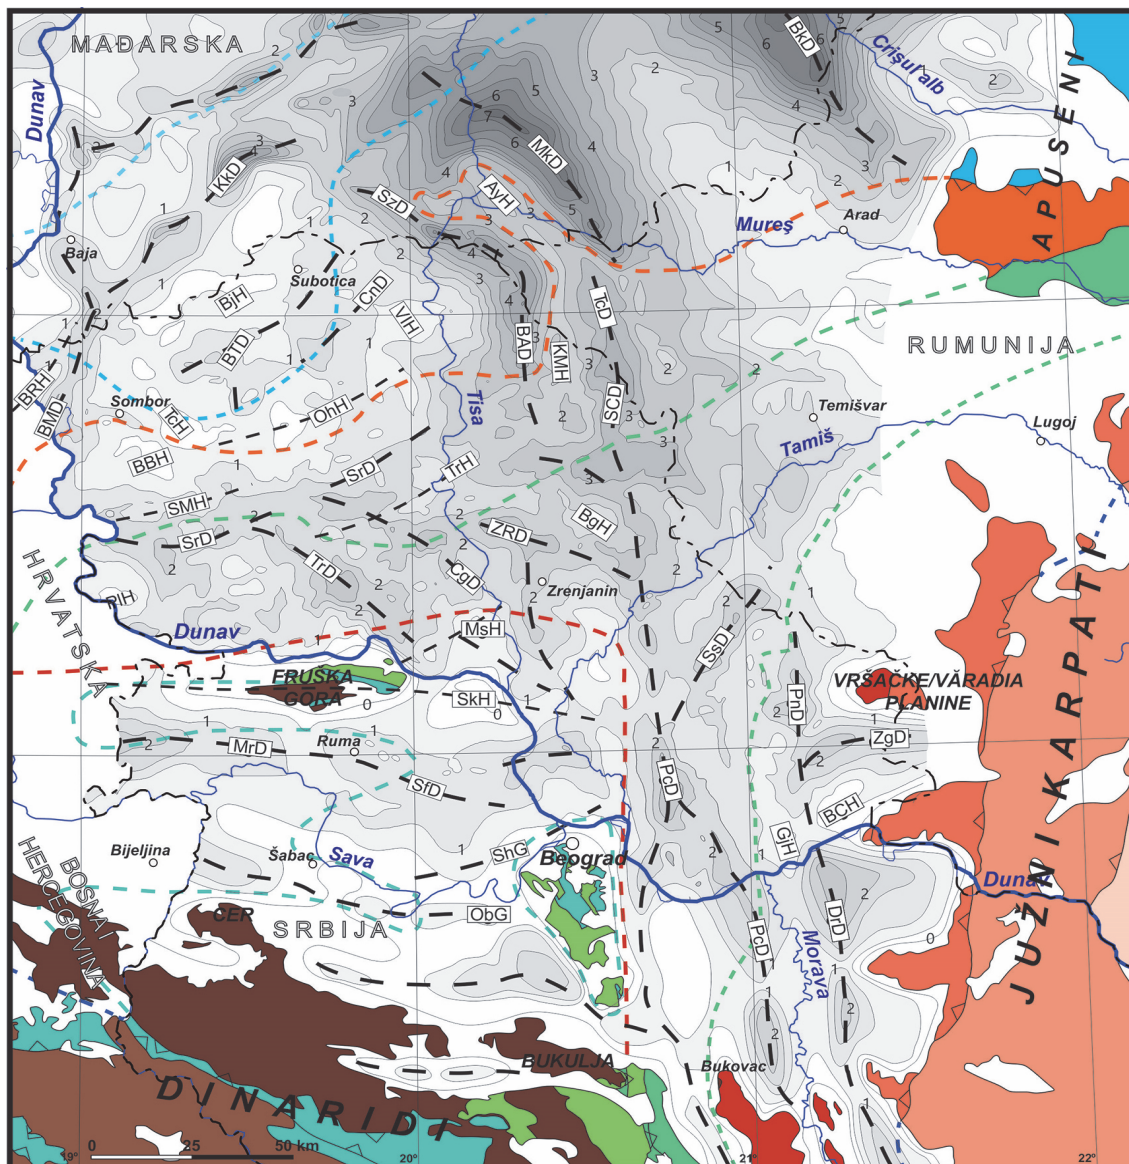 MAĐARSKA
Dunav
Crişul alb
BkD
APUSENI
KkD
MkD
AyH
SzD
Mureş
Arad
Baja
Subotica
BjH
CnD
VIH
TcD
BTD
BAD
KMH
RUMUNIJA
BRH
BMD
Sombor
TcH
OhH
Tisa
SCD
Temišvar
Tamiš
Lugoj
BBH
SrD
TrH
SMH
BgH
SrD
ZRD
TrD
CgD
Zrenjanin
HRVATSKA
PIH
Dunav
MsH
SsD
FRUŠKA
GORA
SkH
PnD
VRŠAČKE/VĂRADIA
PLANINE
MrD
Ruma
SfD
PcD
ZgD
BÇH
GjH
JUŽNI KARPATI
Bijeljina
Šabac
Sava
ShG
Beograd
Dunav
BOSNA I
HERCEGOVINA
CER
SRBIJA
ObG
PcD
DrD
Morava
BUKULJA
Bukovac
DINARIDI
0 25 50 km
19° 20° 21° 22°